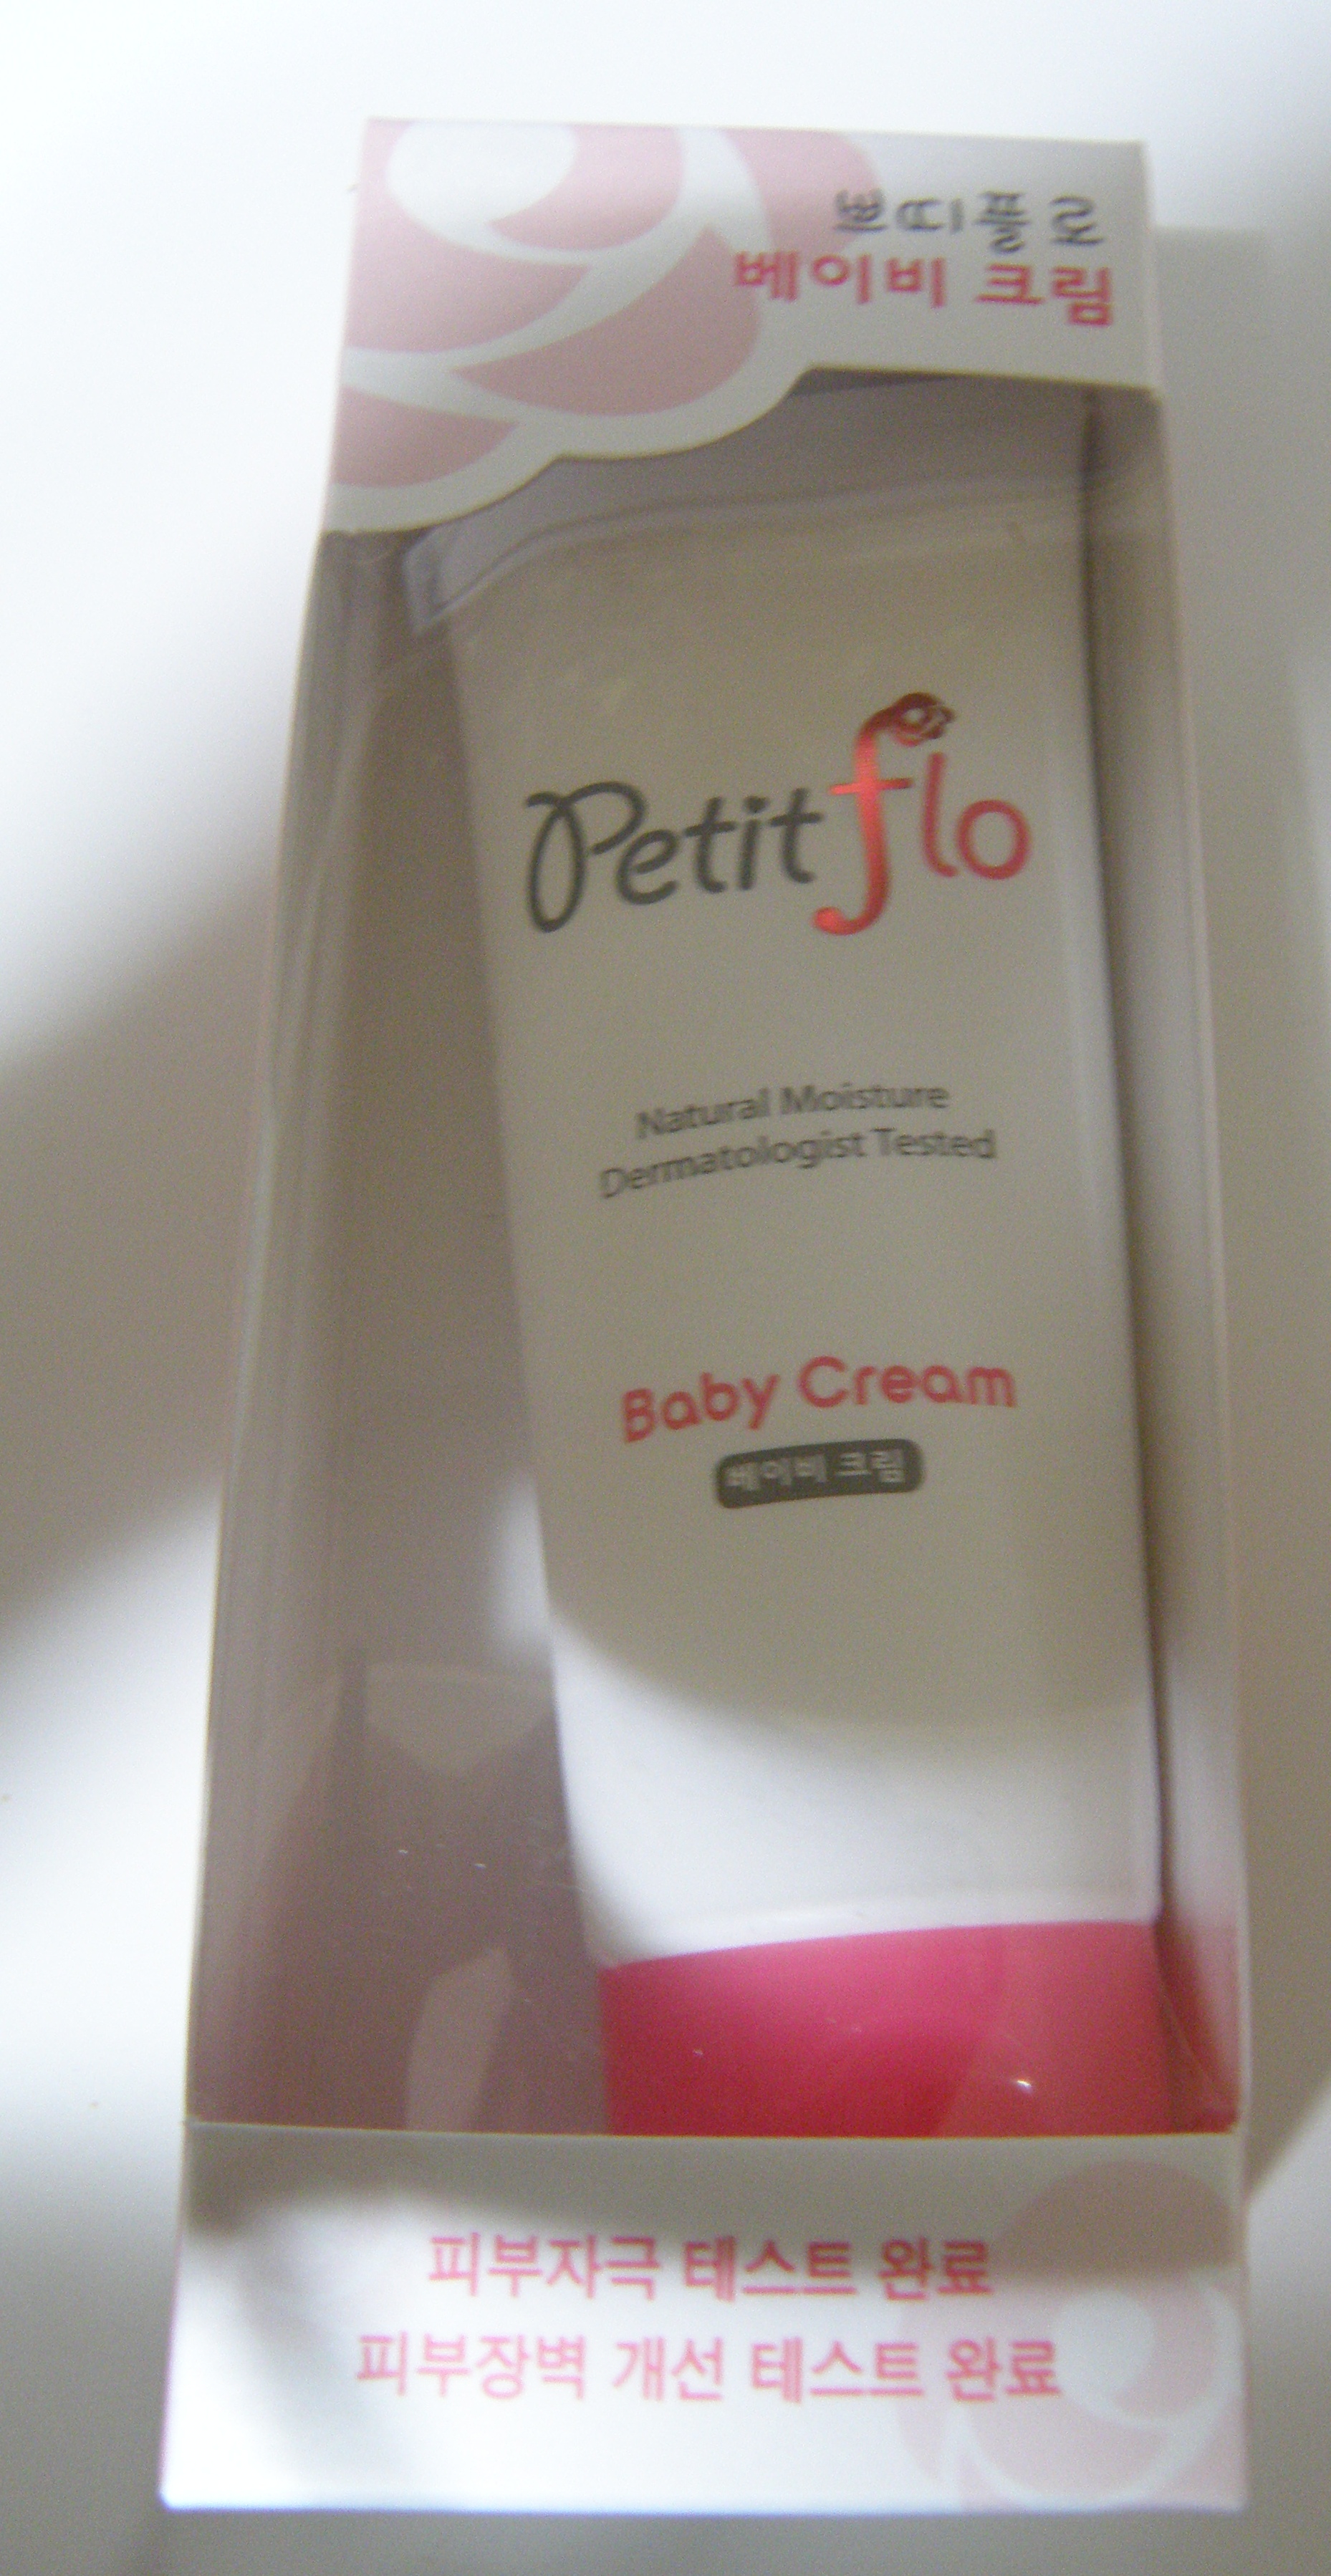 쁘띠플로
베이비 크림
Petitflo
Natural Moisture
Dermatologist Tested
Baby Cream
베이비 크림
피부자극 테스트 완료
피부장벽 개선 테스트 완료